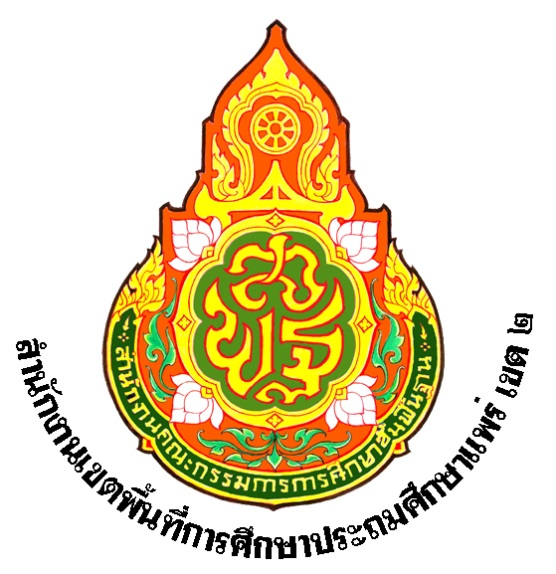 สพฐ
สำนักงานคณะกรรมการการศึกษาขั้นพื้นฐาน
สำนักงานเขตพื้นที่การศึกษาประถมศึกษาแพร่ เขต ๒